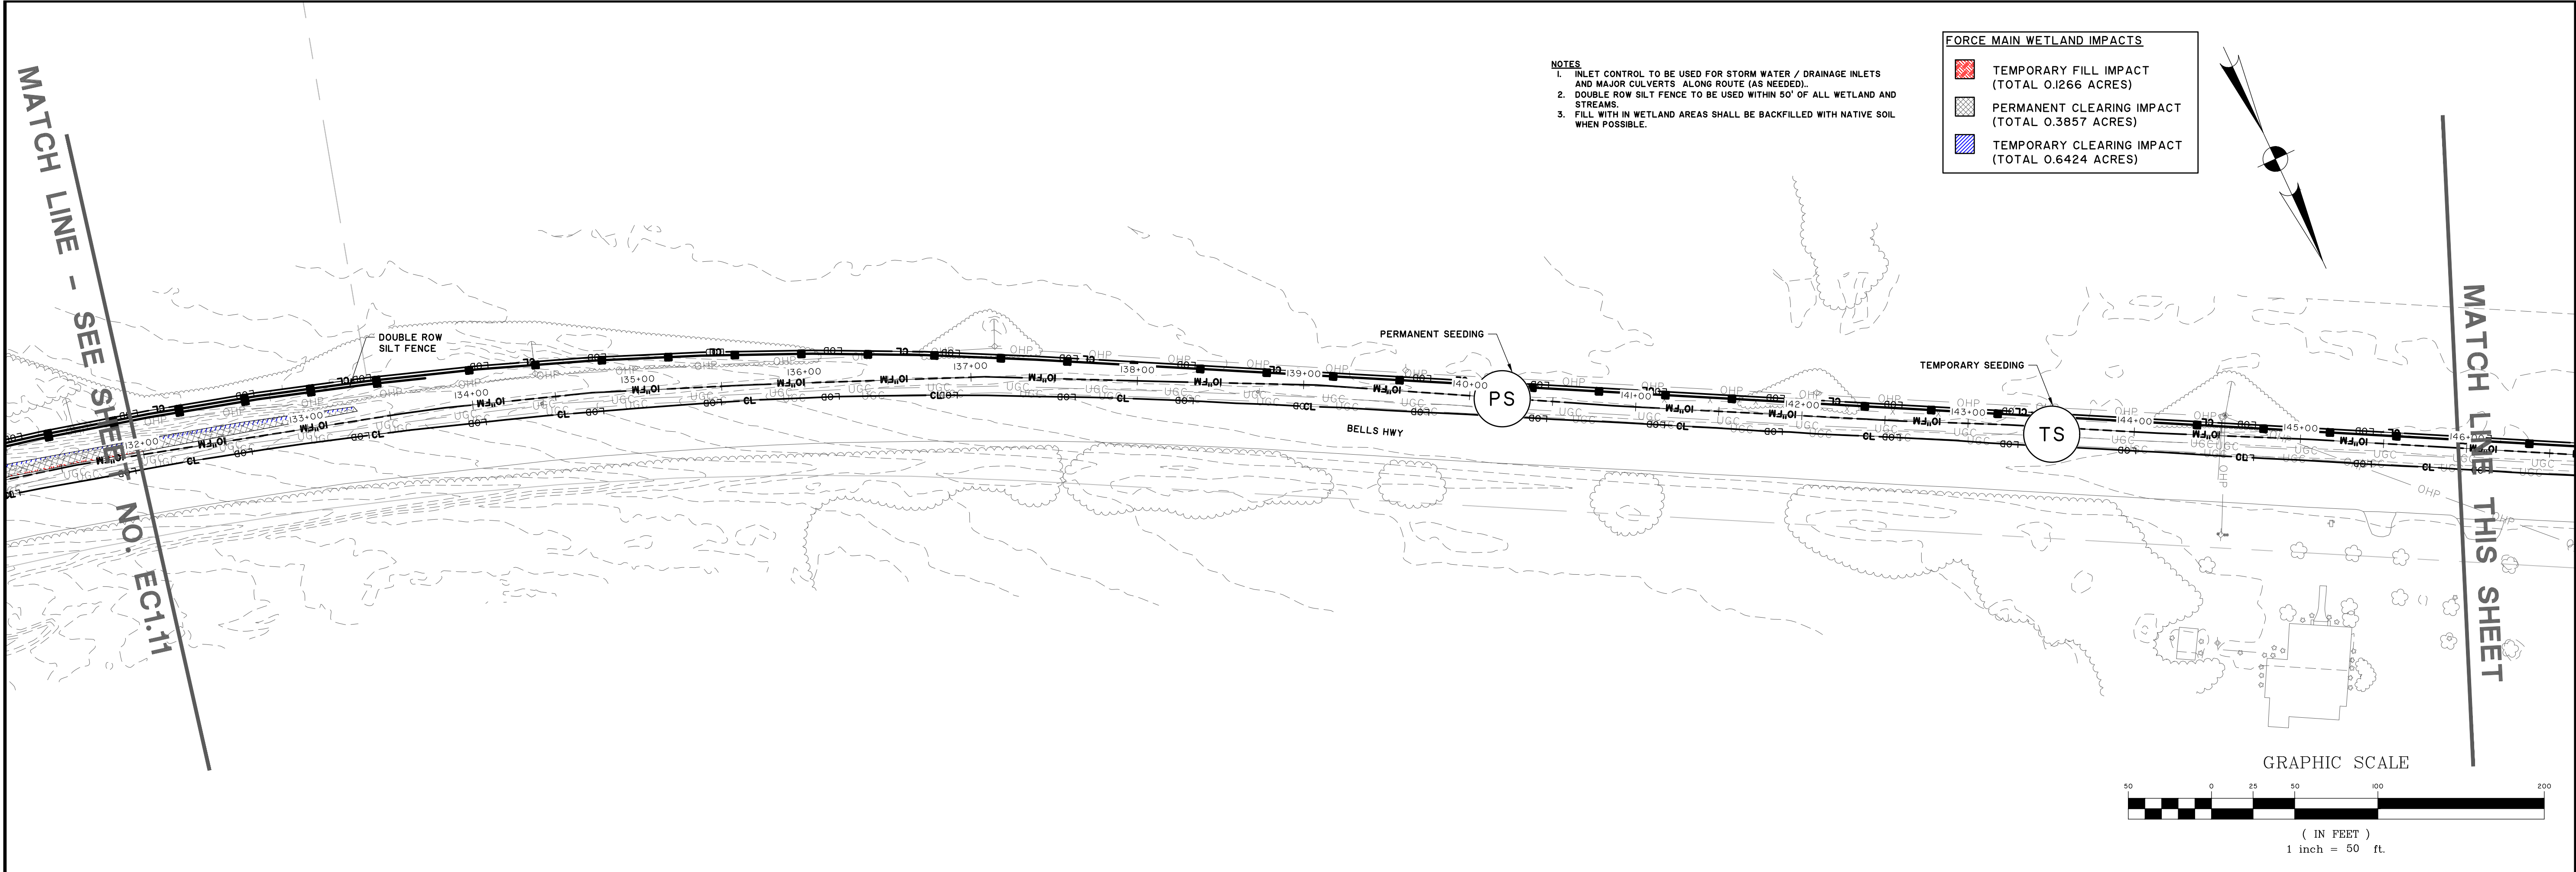 MATCH LINE - SEE SHEET NO. EC1.11
NOTES
1. INLET CONTROL TO BE USED FOR STORM WATER / DRAINAGE INLETS
AND MAJOR CULVERTS ALONG ROUTE (AS NEEDED)..
2. DOUBLE ROW SILT FENCE TO BE USED WITHIN 50' OF ALL WETLAND AND
STREAMS.
3. FILL WITH IN WETLAND AREAS SHALL BE BACKFILLED WITH NATIVE SOIL
WHEN POSSIBLE.
FORCE MAIN WETLAND IMPACTS
TEMPORARY FILL IMPACT
(TOTAL 0.1266 ACRES)
PERMANENT CLEARING IMPACT
(TOTAL 0.3857 ACRES)
TEMPORARY CLEARING IMPACT
(TOTAL 0.6424 ACRES)
MATCH LINE THIS SHEET
DOUBLE ROW
SILT FENCE
PERMANENT SEEDING
TEMPORARY SEEDING
PS
TS
132+00
133+00
134+00
135+00
136+00
137+00
138+00
139+00
140+00
141+00
142+00
143+00
144+00
145+00
146+00
10"FM
OHP
UGC
LOD
CL
BELLS HWY
GRAPHIC SCALE
50 0 25 50 100 200
( IN FEET )
1 inch = 50 ft.